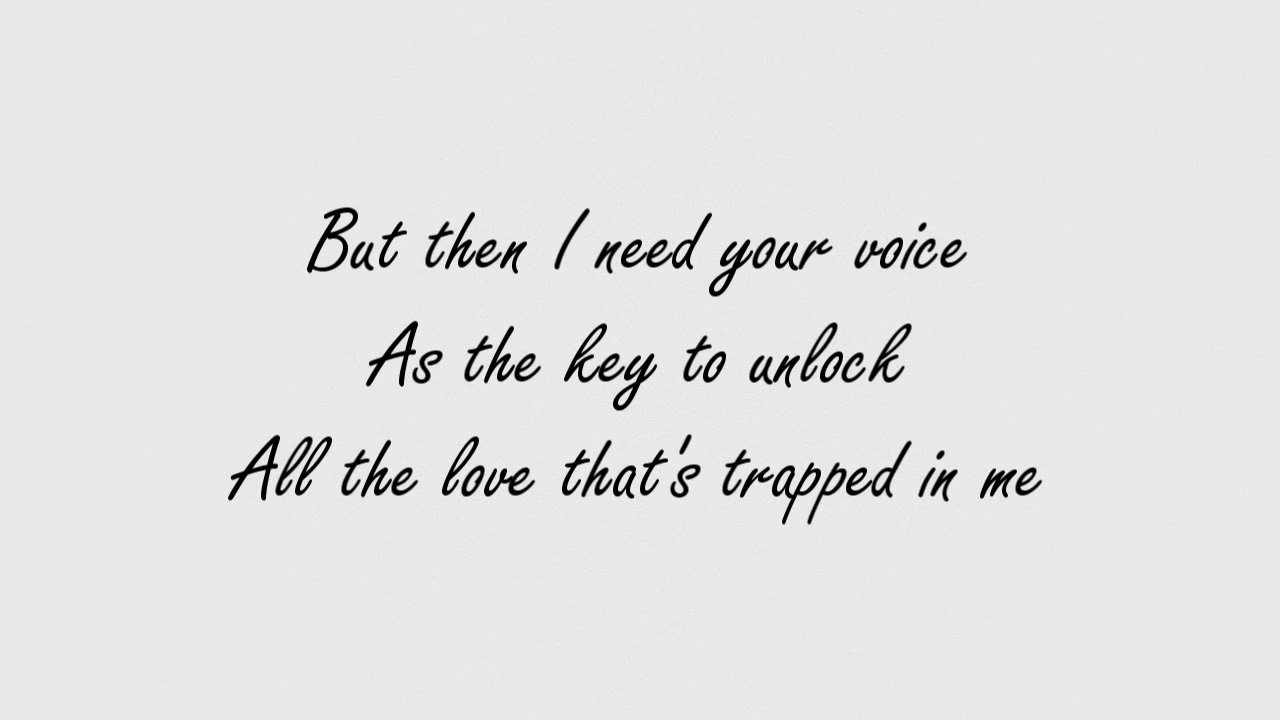 But then I need your voice
As the key to unlock
All the love that's trapped in me